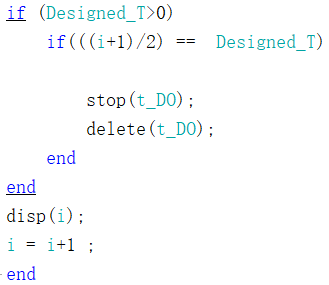 if (Designed_T>0)
    if(((i+1)/2) ==  Designed_T)
        stop(t_DO);
        delete(t_DO);
    end
end
disp(i);
i = i+1 ;
end